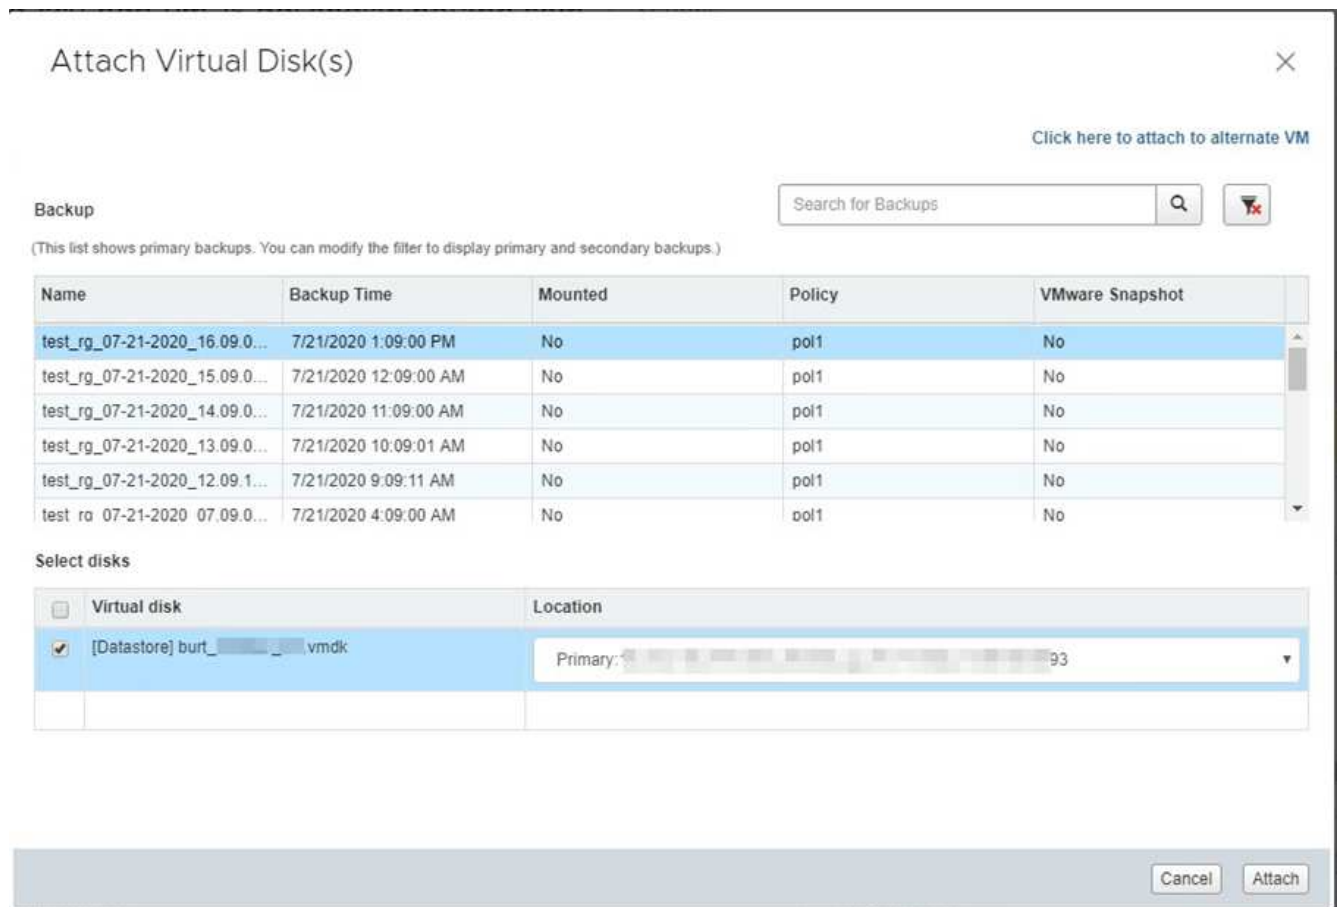 Attach Virtual Disk(s)
Click here to attach to alternate VM
Backup
Search for Backups
(This list shows primary backups. You can modify the filter to display primary and secondary backups.)
Name Backup Time Mounted Policy VMware Snapshot
test_rg_07-21-2020_16.09.0... 7/21/2020 1:09:00 PM No pol1 No
test_rg_07-21-2020_15.09.0... 7/21/2020 12:09:00 AM No pol1 No
test_rg_07-21-2020_14.09.0... 7/21/2020 11:09:00 AM No pol1 No
test_rg_07-21-2020_13.09.0... 7/21/2020 10:09:01 AM No pol1 No
test_rg_07-21-2020_12.09.1... 7/21/2020 9:09:11 AM No pol1 No
test_rg_07-21-2020_07.09.0... 7/21/2020 4:09:00 AM No pol1 No
Select disks
Virtual disk Location
[Datastore] burt_ _ .vmdk Primary: 93
Cancel Attach